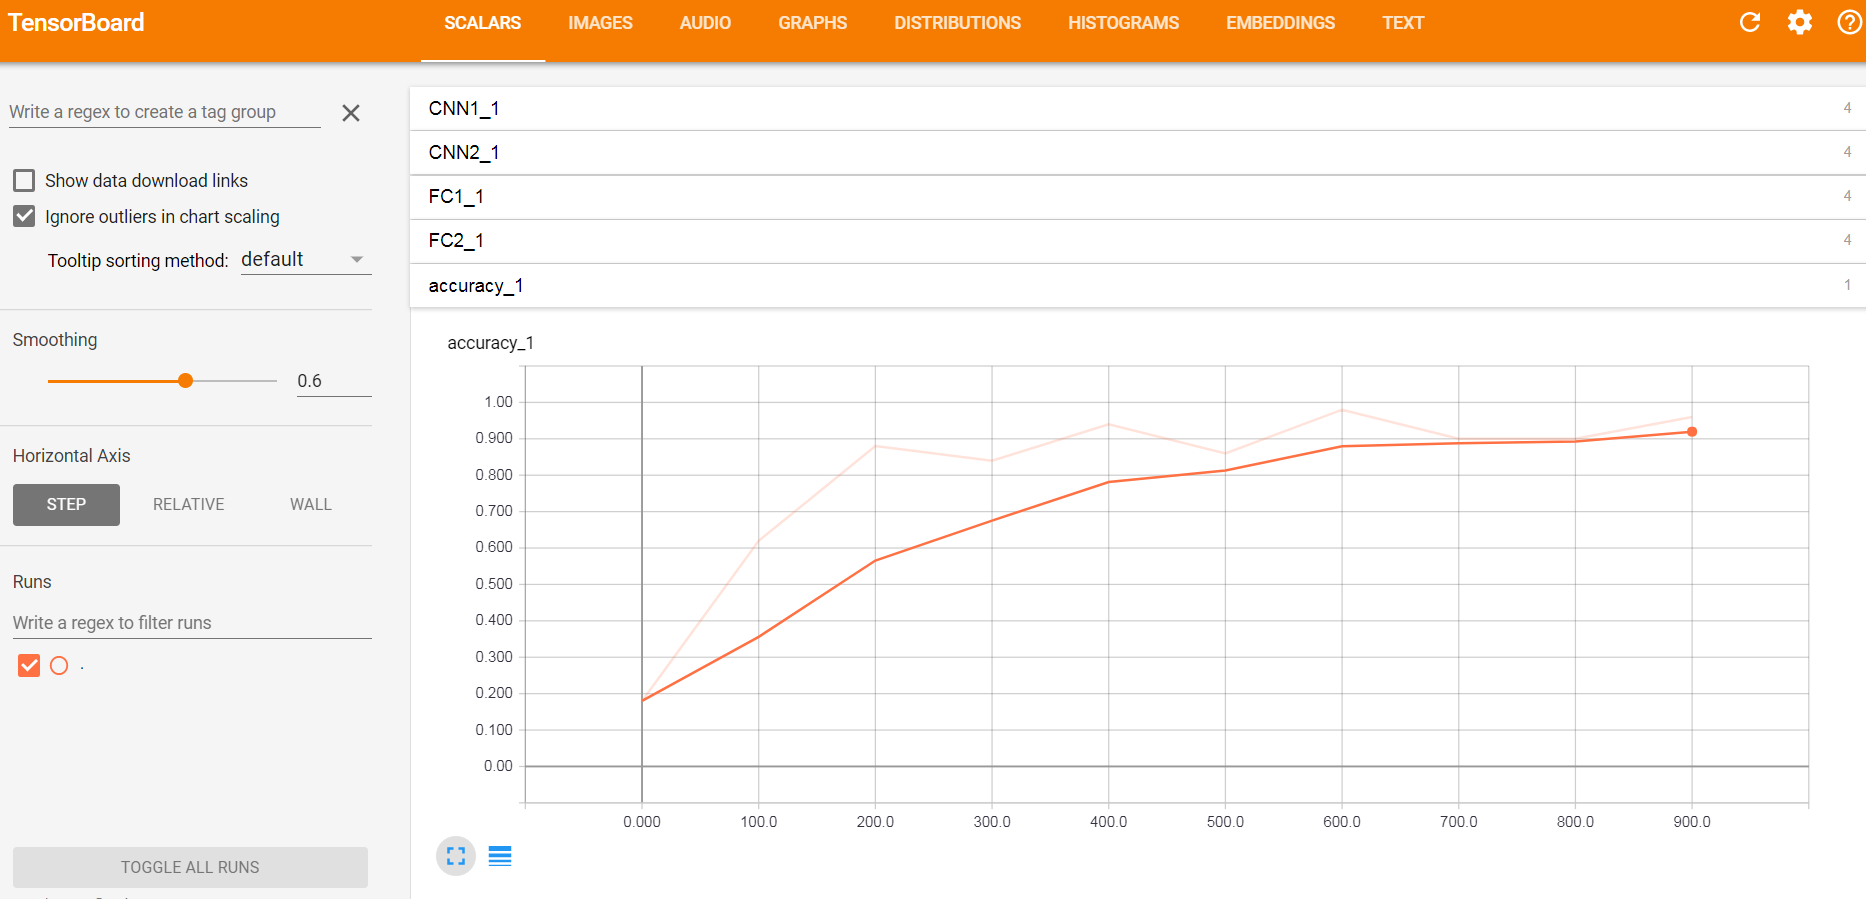 TensorBoard
SCALARS IMAGES AUDIO GRAPHS DISTRIBUTIONS HISTOGRAMS EMBEDDINGS TEXT
Write a regex to create a tag group
Show data download links
Ignore outliers in chart scaling
Tooltip sorting method: default
Smoothing
0.6
Horizontal Axis
STEP RELATIVE WALL
Runs
Write a regex to filter runs
.
TOGGLE ALL RUNS
CNN1_1 4
CNN2_1 4
FC1_1 4
FC2_1 4
accuracy_1 1
accuracy_1
1.00
0.900
0.800
0.700
0.600
0.500
0.400
0.300
0.200
0.100
0.00
0.000 100.0 200.0 300.0 400.0 500.0 600.0 700.0 800.0 900.0